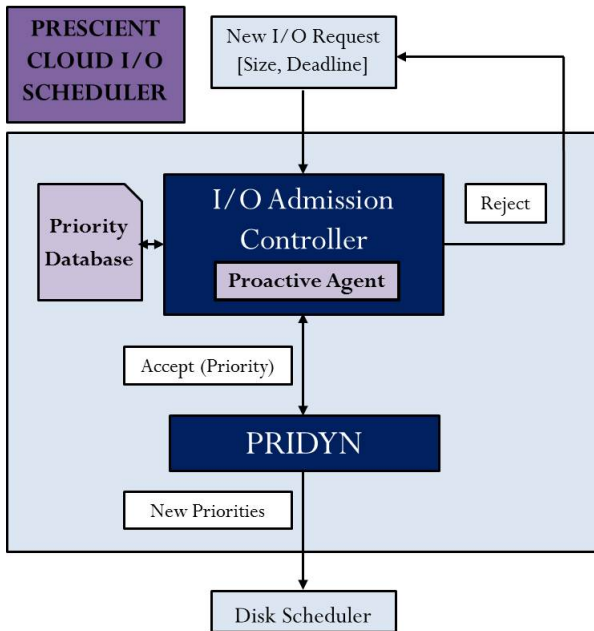 PRESCIENT
CLOUD I/O
SCHEDULER
New I/O Request
[Size, Deadline]
I/O Admission
Controller
Proactive Agent
Reject
Priority
Database
Accept (Priority)
PRIDYN
New Priorities
Disk Scheduler